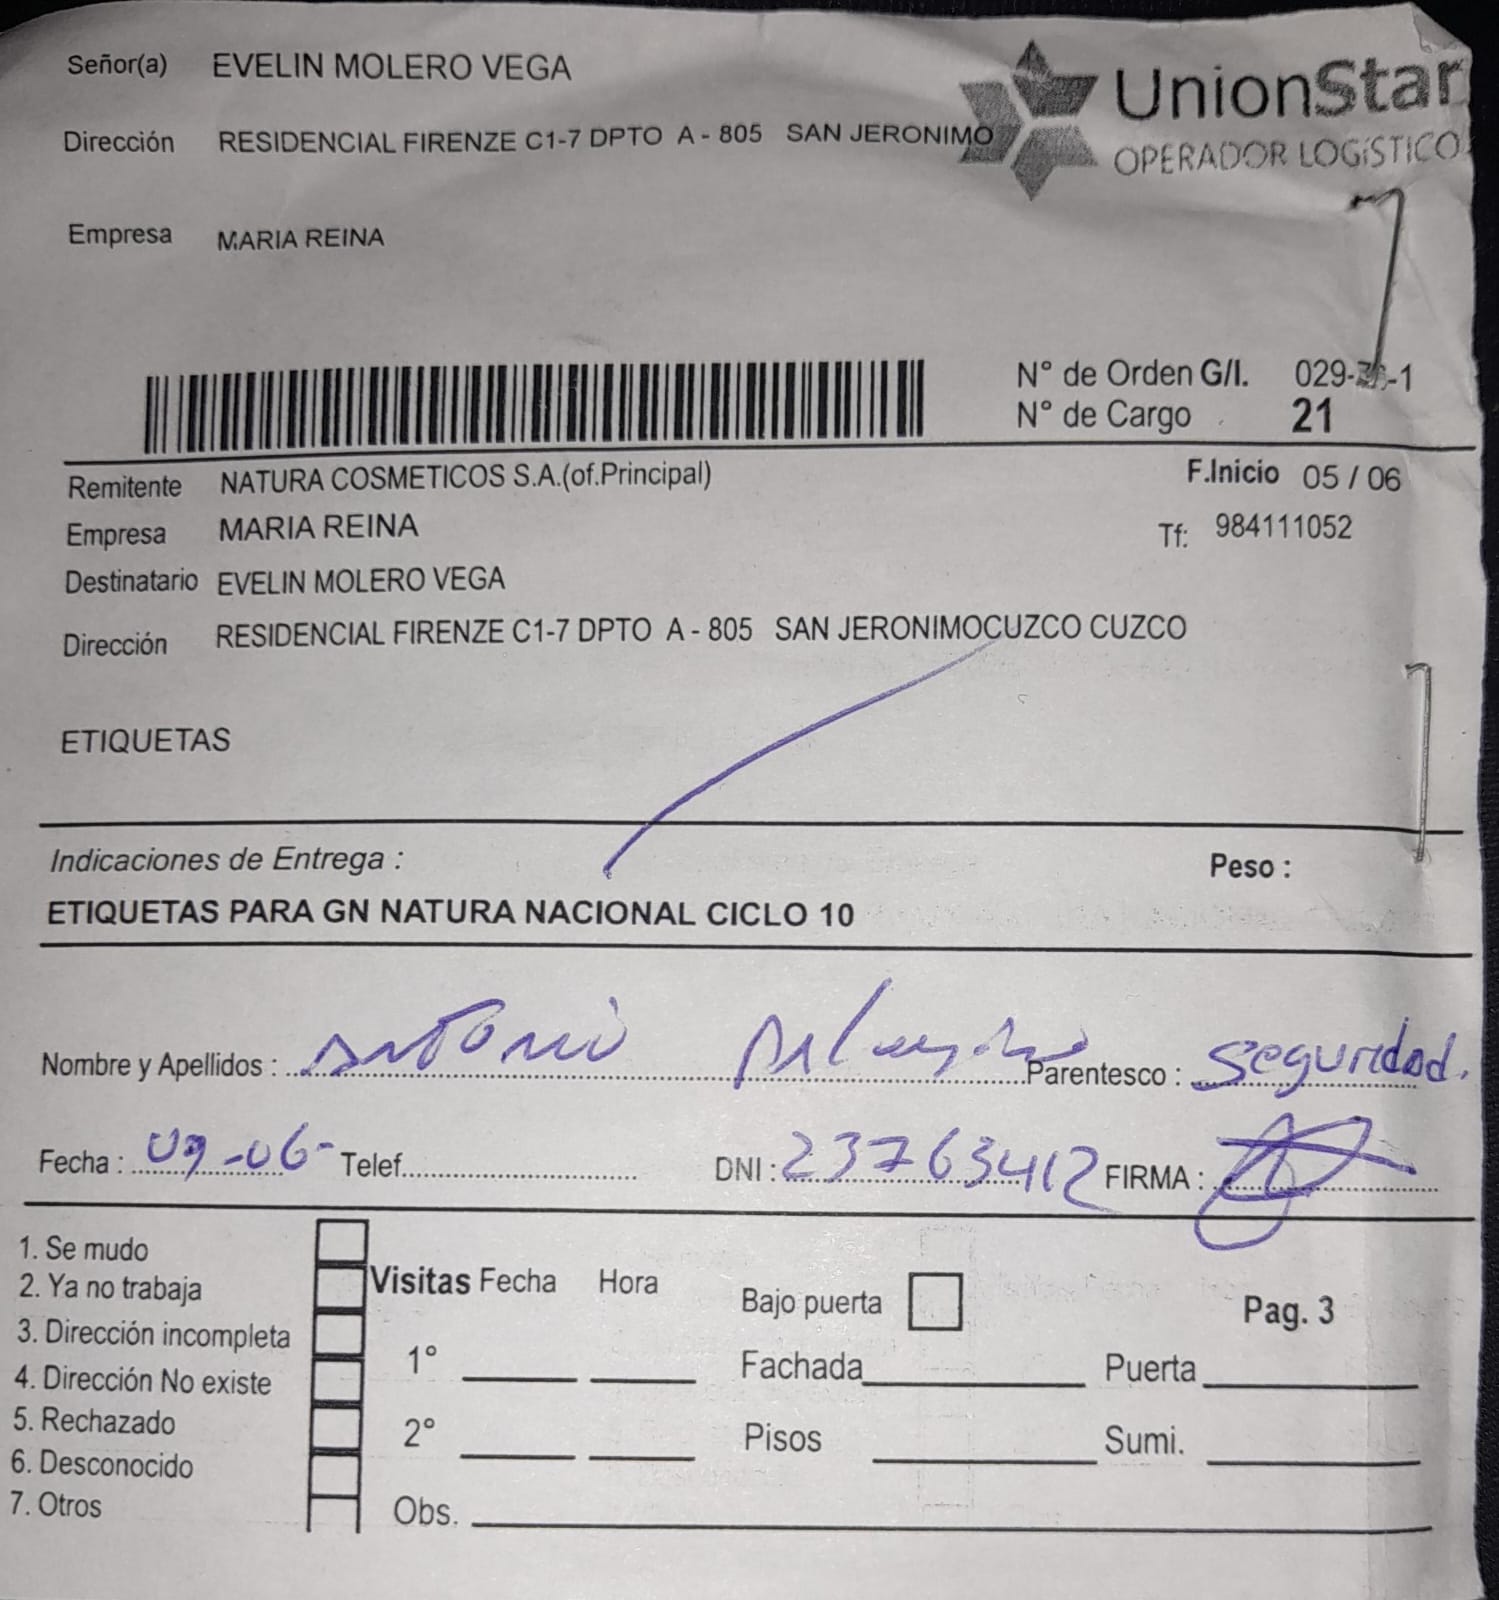 Señor(a) EVELIN MOLERO VEGA
UnionStar
OPERADOR LOGÍSTICO
Dirección RESIDENCIAL FIRENZE C1-7 DPTO A - 805 SAN JERONIMO
Empresa MARIA REINA
N° de Orden G/I. 029- -1
N° de Cargo 21
Remitente NATURA COSMETICOS S.A.(of.Principal) F.Inicio 05 / 06
Empresa MARIA REINA Tf: 984111052
Destinatario EVELIN MOLERO VEGA
Dirección RESIDENCIAL FIRENZE C1-7 DPTO A - 805 SAN JERONIMOCUZCO CUZCO
ETIQUETAS
Indicaciones de Entrega : Peso :
ETIQUETAS PARA GN NATURA NACIONAL CICLO 10
Nombre y Apellidos : Antonio Parentesco : Seguridad.
Fecha : 09-06- Telef. DNI : 23763412 FIRMA :
1. Se mudo
2. Ya no trabaja
3. Dirección incompleta
4. Dirección No existe
5. Rechazado
6. Desconocido
7. Otros
Visitas Fecha Hora
1°
2°
Obs.
Bajo puerta Pag. 3
Fachada Puerta
Pisos Sumi.